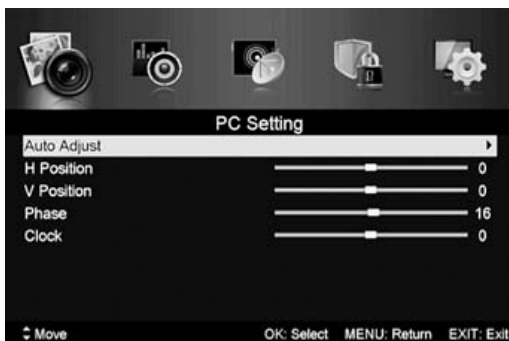 PC Setting
Auto Adjust
H Position 0
V Position 0
Phase 16
Clock 0
Move OK: Select MENU: Return EXIT: Exit